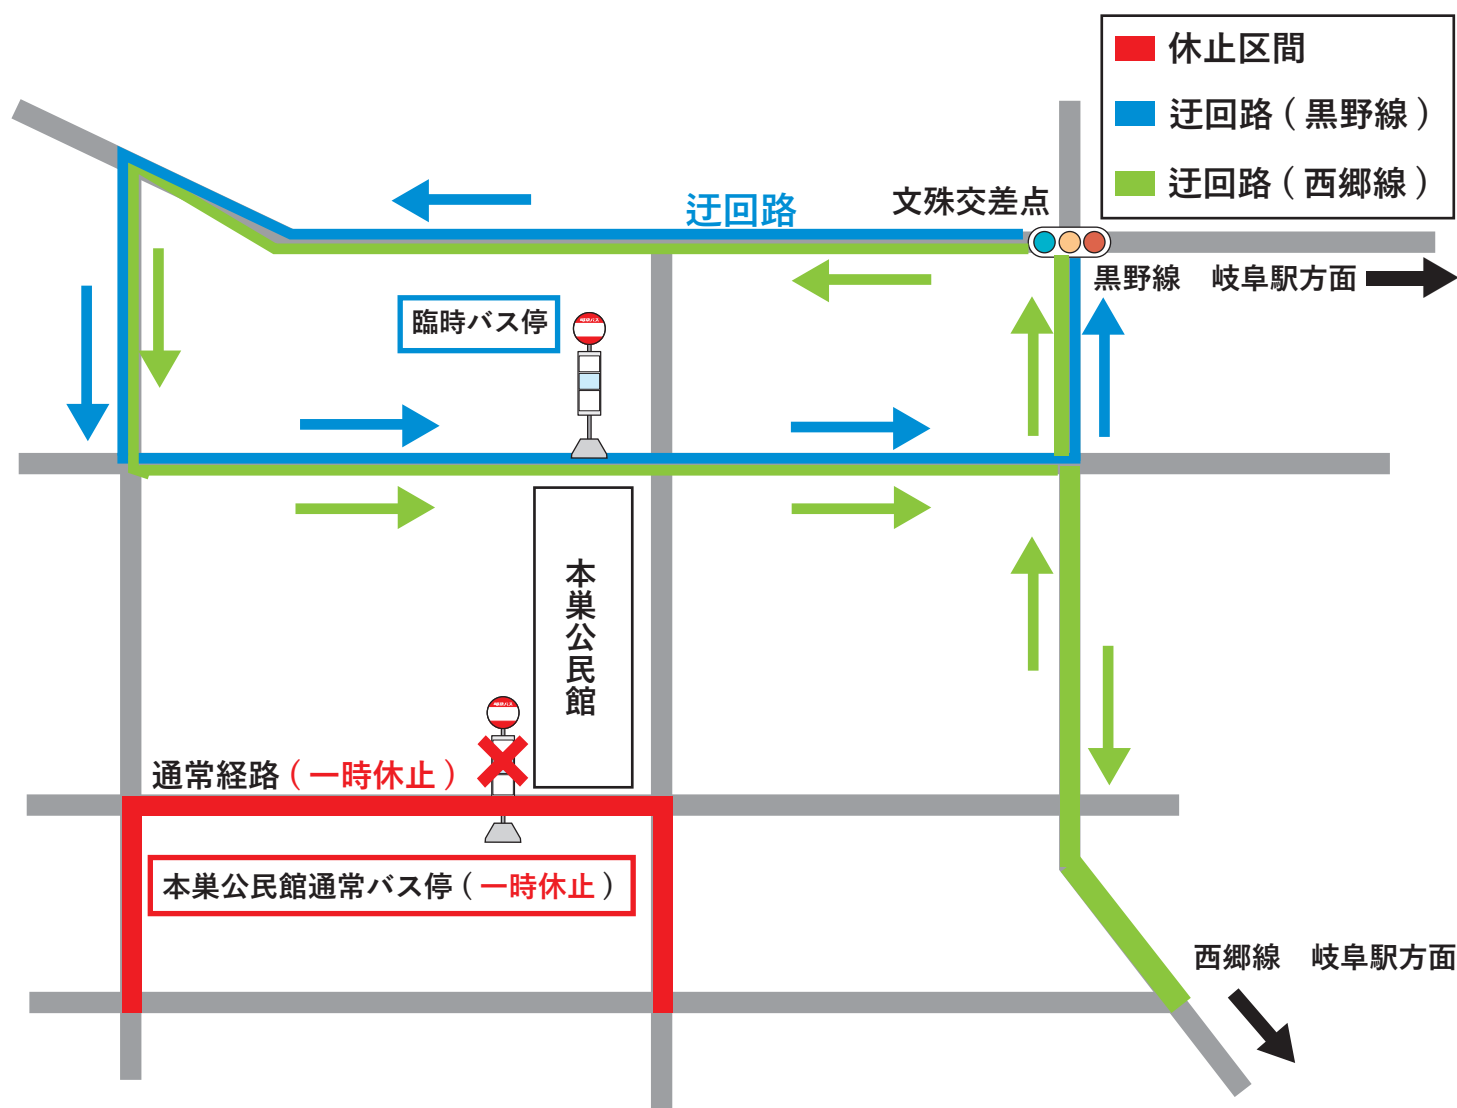 休止区間
迂回路（黒野線）
迂回路（西郷線）
文殊交差点
迂回路
黒野線　岐阜駅方面
臨時バス停
本巣公民館
通常経路（一時休止）
本巣公民館通常バス停（一時休止）
西郷線　岐阜駅方面